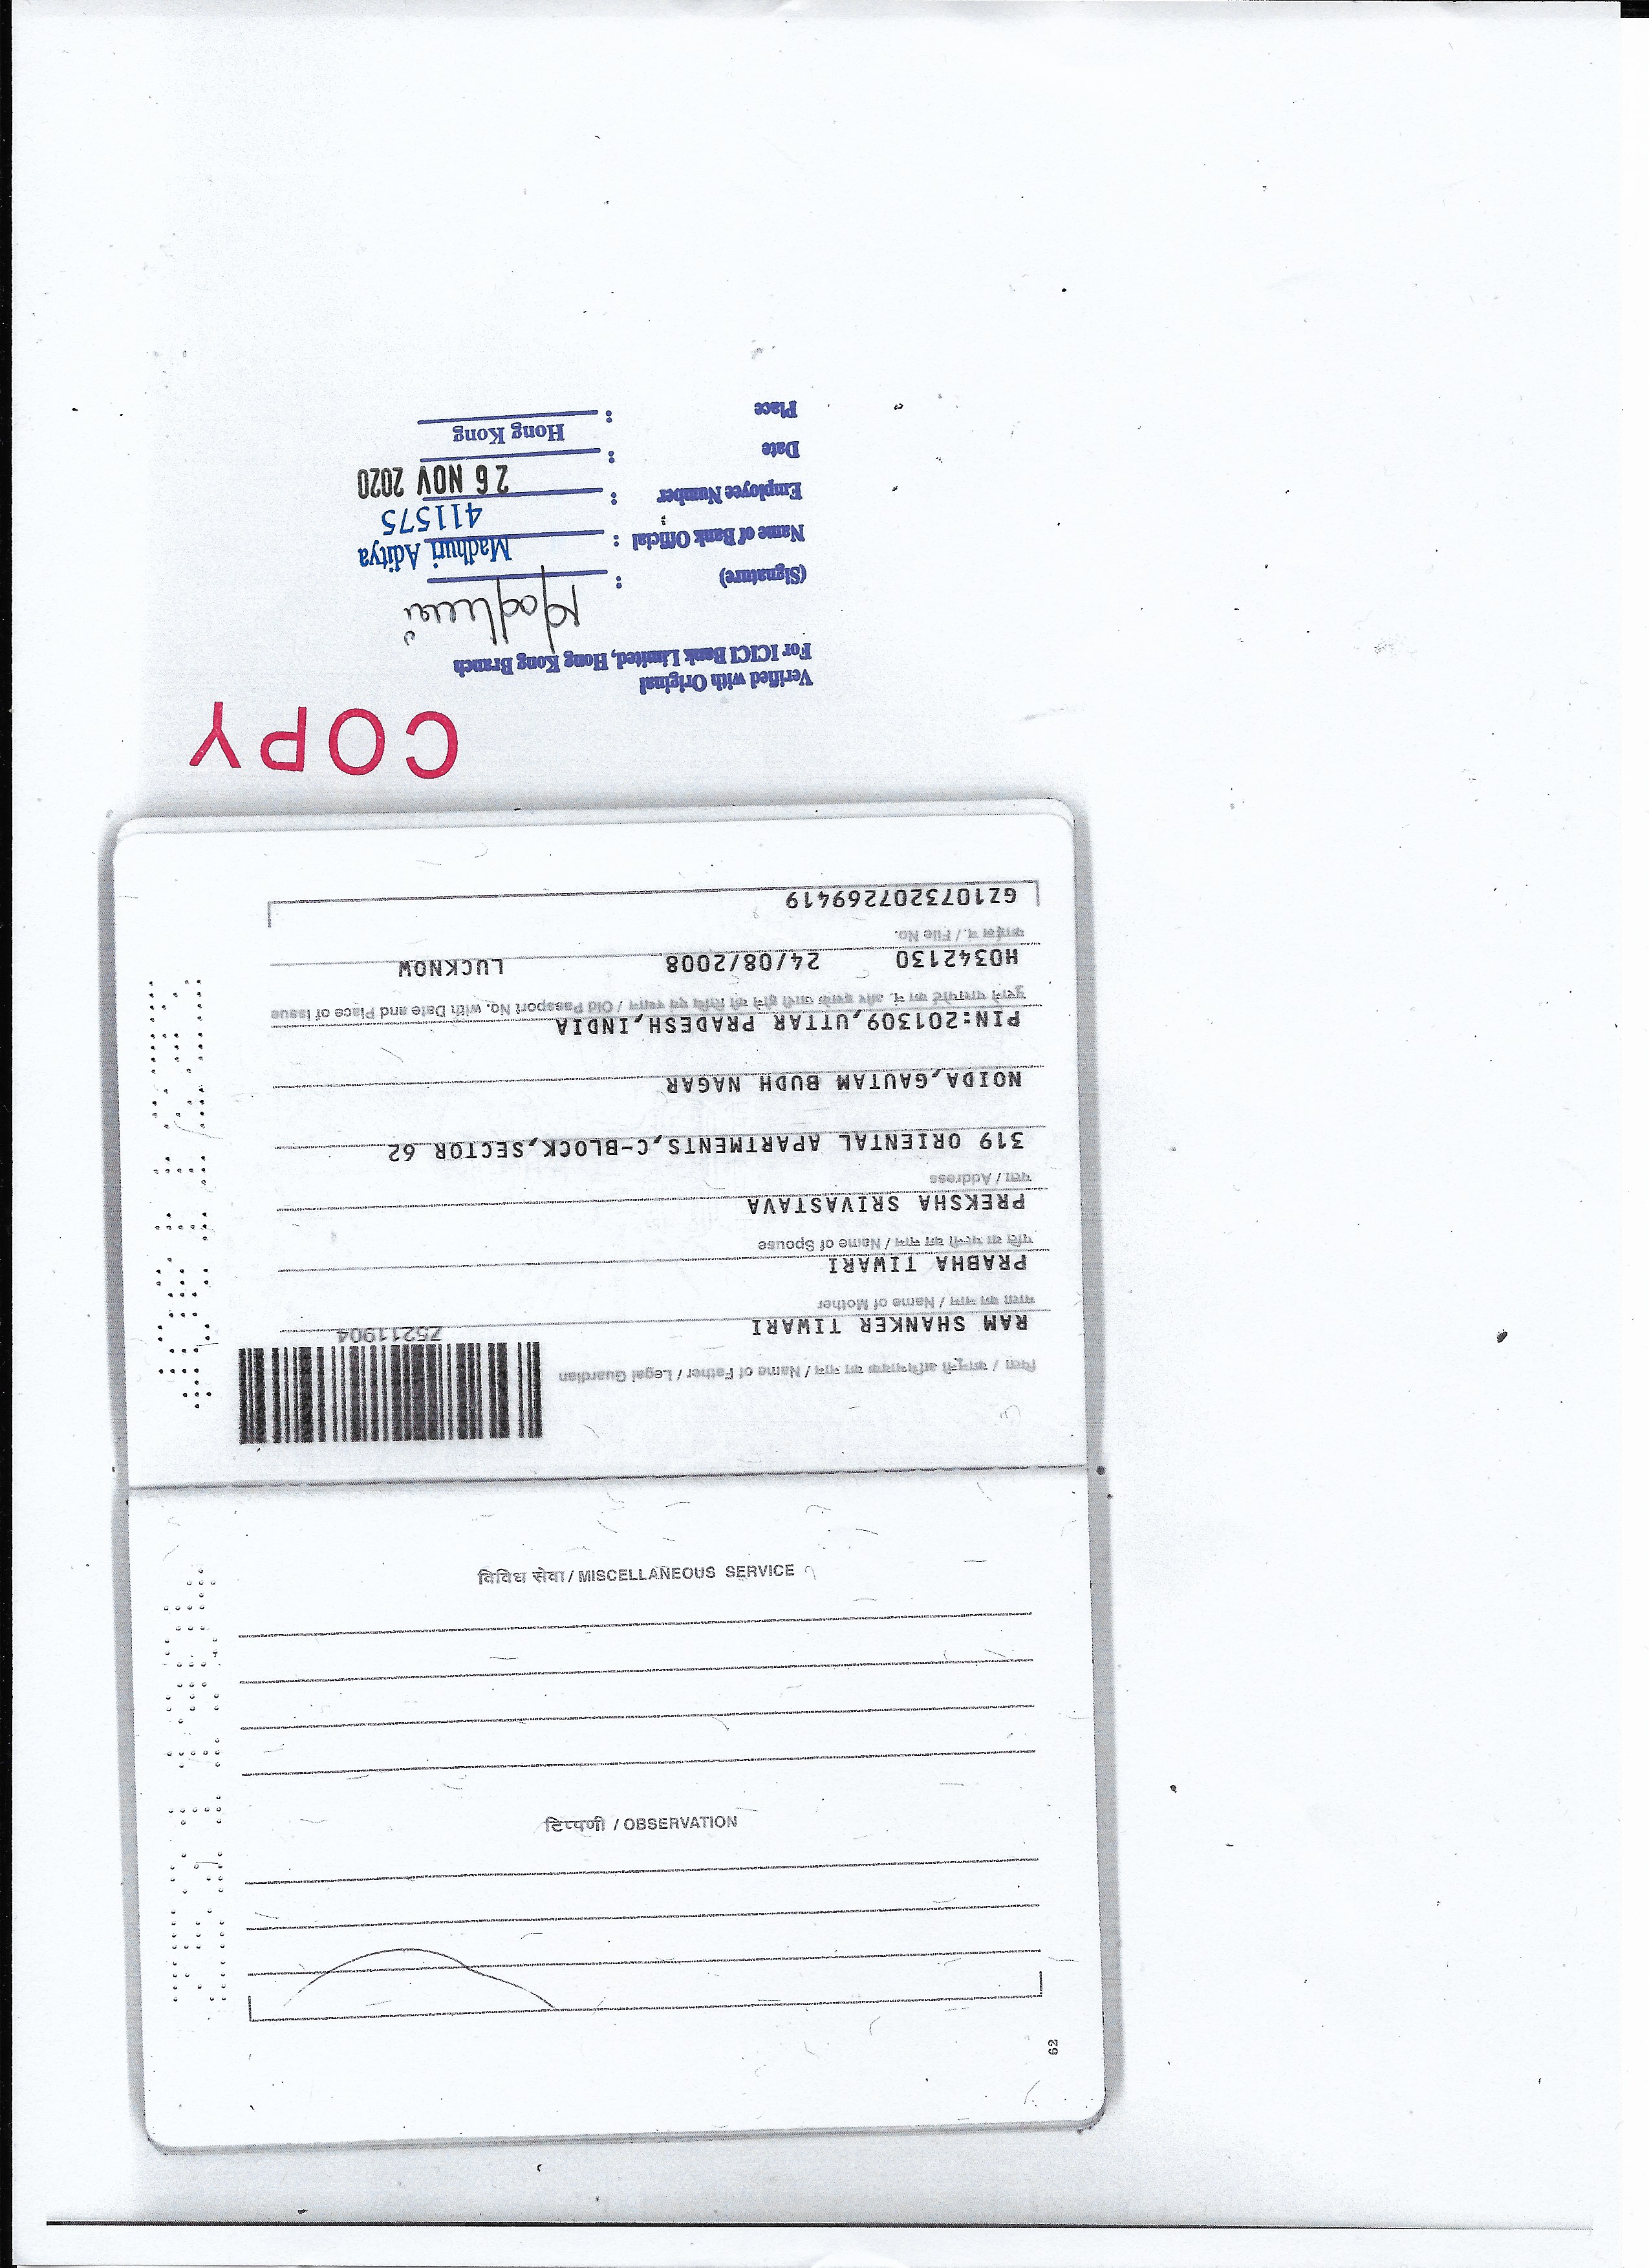 विविध सेवा / MISCELLANEOUS SERVICE
टिप्पणी / OBSERVATION
62
पिता / कानूनी अभिभावक का नाम / Name of Father / Legal Guardian
RAM SHANKER TIWARI
Z5211904
माता का नाम / Name of Mother
PRABHA TIWARI
पति या पत्नी का नाम / Name of Spouse
PREKSHA SRIVASTAVA
पता / Address
319 ORIENTAL APARTMENTS,C-BLOCK,SECTOR 62
NOIDA,GAUTAM BUDH NAGAR
PIN:201309,UTTAR PRADESH,INDIA
पुराने पासपोर्ट का नं. और इसके जारी होने की तिथि एवं स्थान / Old Passport No. with Date and Place of Issue
H0342130 24/08/2008 LUCKNOW
फाईल नं. / File No.
GZ1073207269419
COPY
Verified with Original
For ICICI Bank Limited, Hong Kong Branch
Madhuri
(Signature) :
Name of Bank Official : Madhuri Aditya
Employee Number : 411575
Date : 26 NOV 2020
Place : Hong Kong